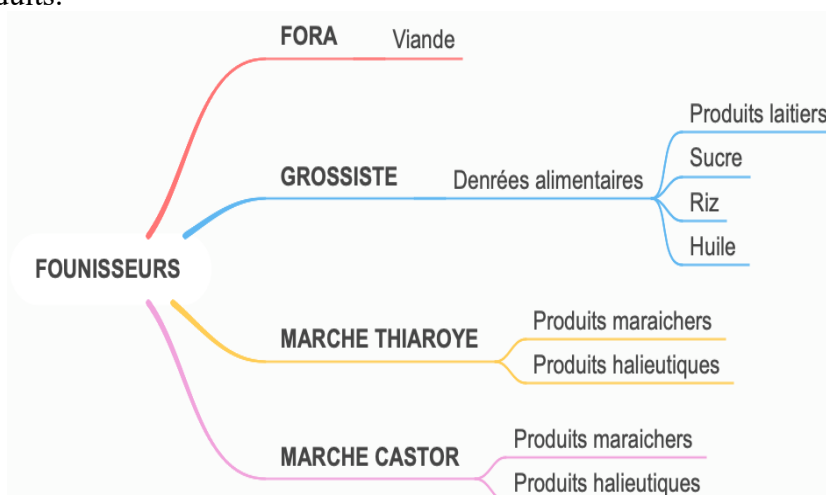 duits.
FORA
Viande
Produits laitiers
Sucre
GROSSISTE
Denrées alimentaires
Riz
Huile
FOUNISSEURS
MARCHE THIAROYE
Produits maraichers
Produits halieutiques
MARCHE CASTOR
Produits maraichers
Produits halieutiques